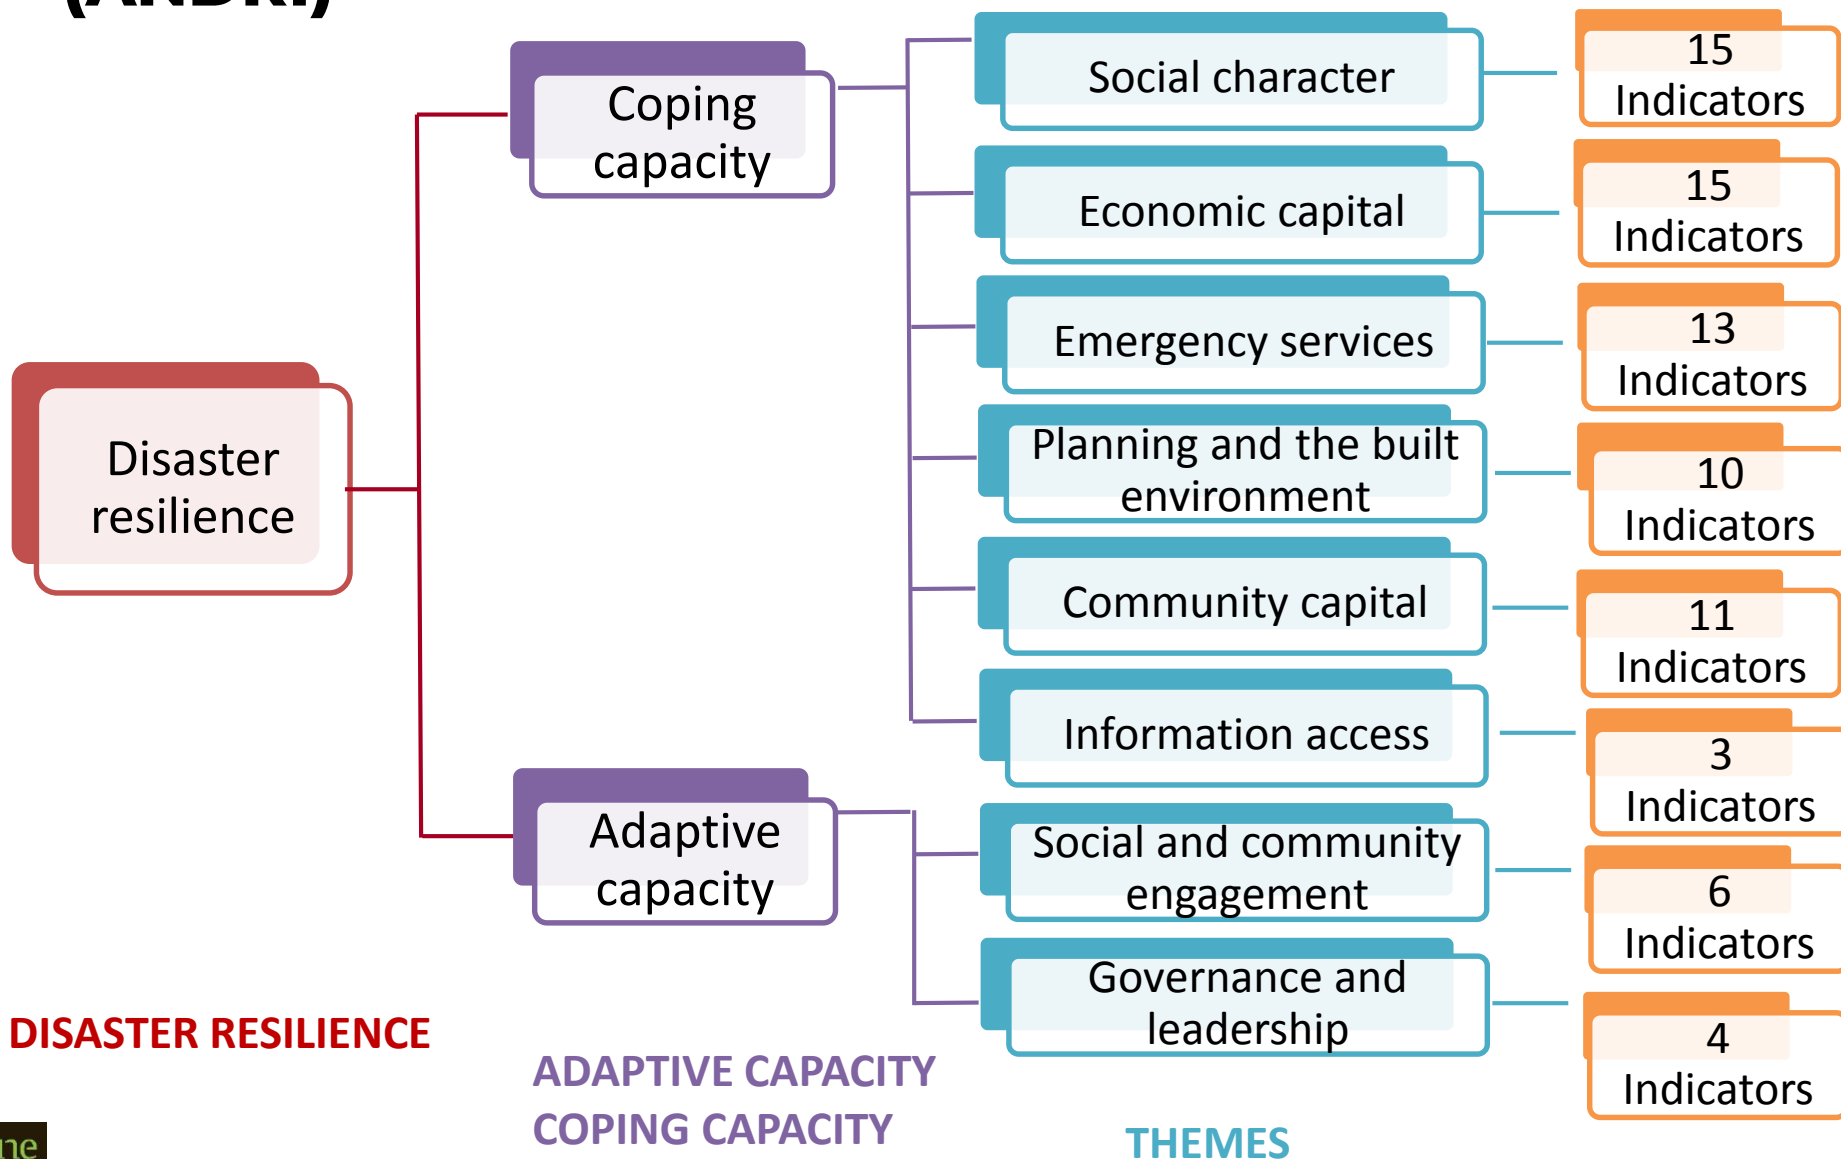 (ANDRI)
Disaster
resilience
Coping
capacity
Adaptive
capacity
Social character
Economic capital
Emergency services
Planning and the built
environment
Community capital
Information access
Social and community
engagement
Governance and
leadership
15
Indicators
15
Indicators
13
Indicators
10
Indicators
11
Indicators
3
Indicators
6
Indicators
4
Indicators
DISASTER RESILIENCE
ADAPTIVE CAPACITY
COPING CAPACITY
THEMES
ne